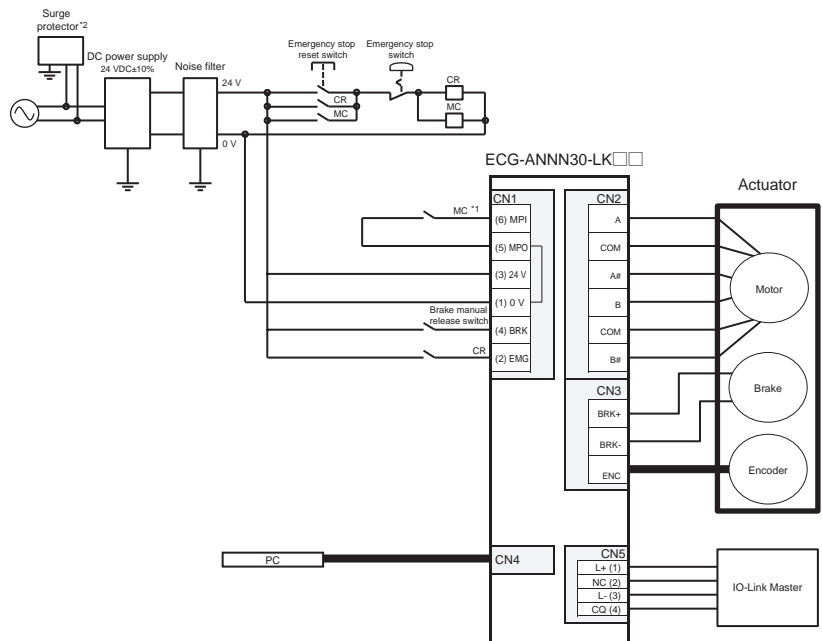 Surge
protector*2
DC power supply
24 VDC±10%
Noise filter
24 V
0 V
Emergency stop
reset switch
Emergency stop
switch
CR
MC
CR
MC
ECG-ANNN30-LK□□
Actuator
CN1
MC *1
(6) MPI
(5) MPO
(3) 24 V
(1) 0 V
Brake manual
release switch
(4) BRK
CR
(2) EMG
CN2
A
COM
A#
B
COM
B#
Motor
CN3
BRK+
BRK-
ENC
Brake
Encoder
PC
CN4
CN5
L+ (1)
NC (2)
L- (3)
CQ (4)
IO-Link Master